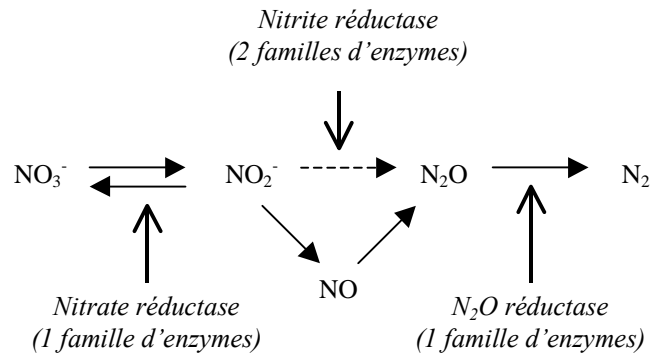 Nitrite réductase
(2 familles d’enzymes)
NO₃⁻ NO₂⁻ N₂O N₂
NO
Nitrate réductase
(1 famille d’enzymes)
N₂O réductase
(1 famille d’enzymes)